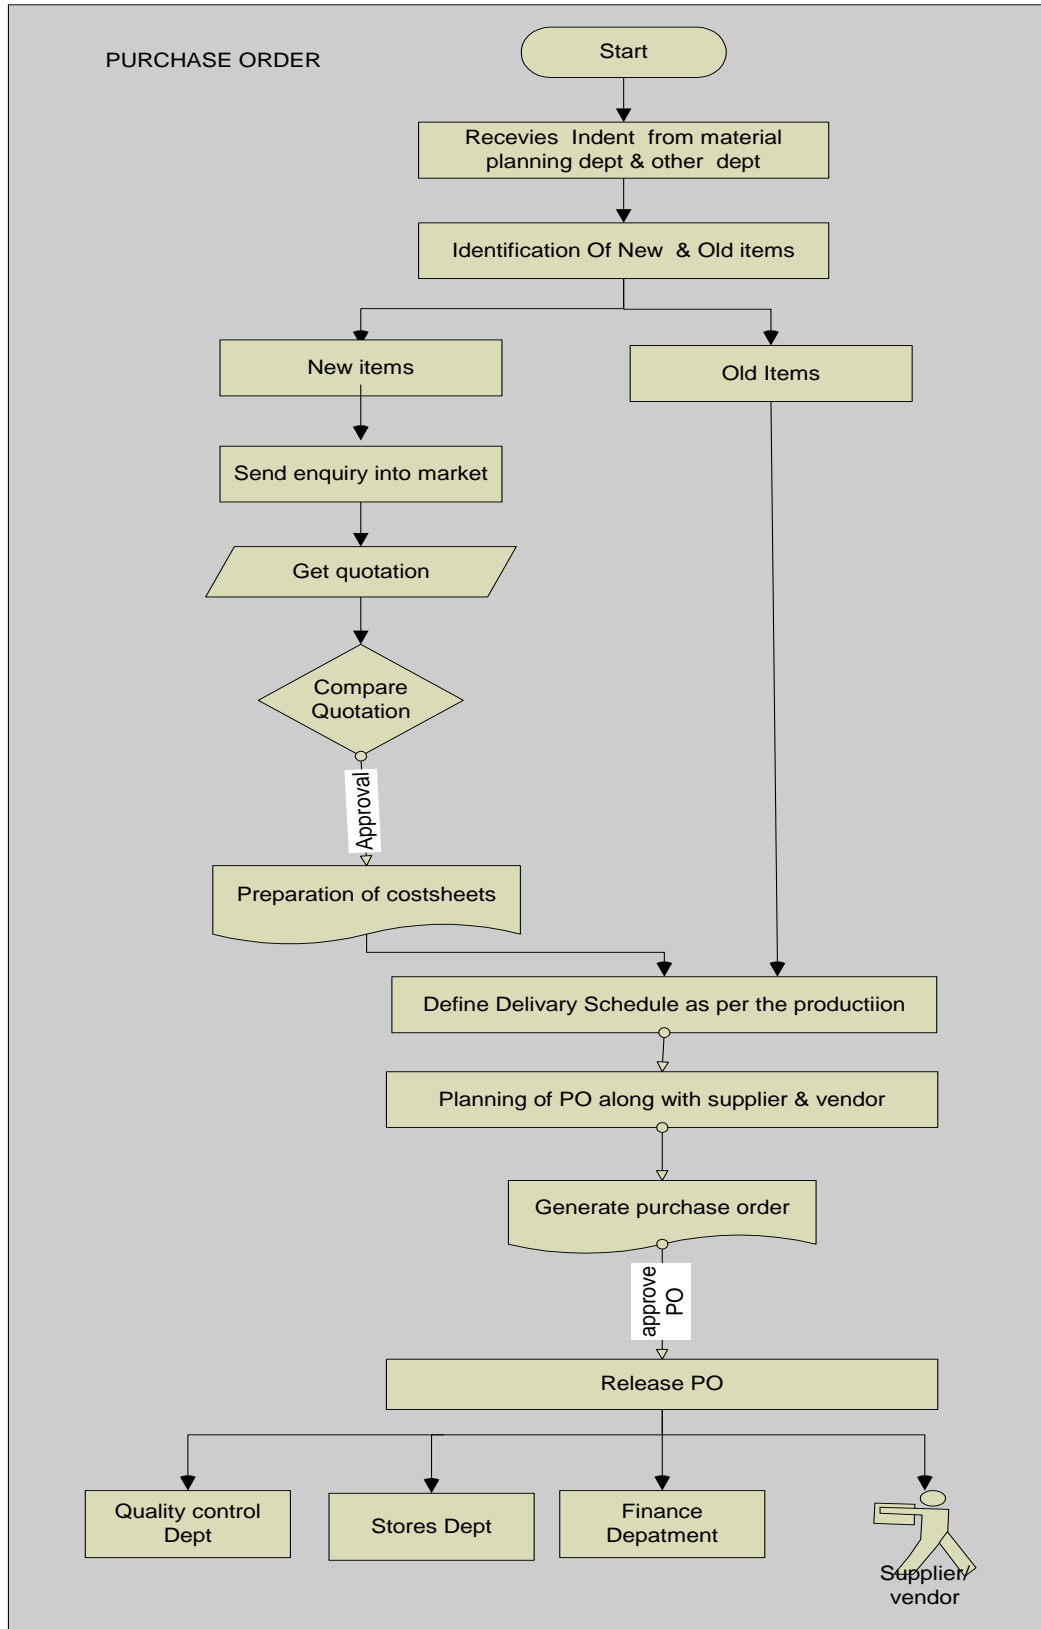 PURCHASE ORDER
Start
Recevies Indent from material
planning dept & other dept
Identification Of New & Old items
New items
Old Items
Send enquiry into market
Get quotation
Compare
Quotation
Approval
Preparation of costsheets
Define Delivary Schedule as per the productiion
Planning of PO along with supplier & vendor
Generate purchase order
approve
PO
Release PO
Quality control
Dept
Stores Dept
Finance
Depatment
Supplier/
vendor